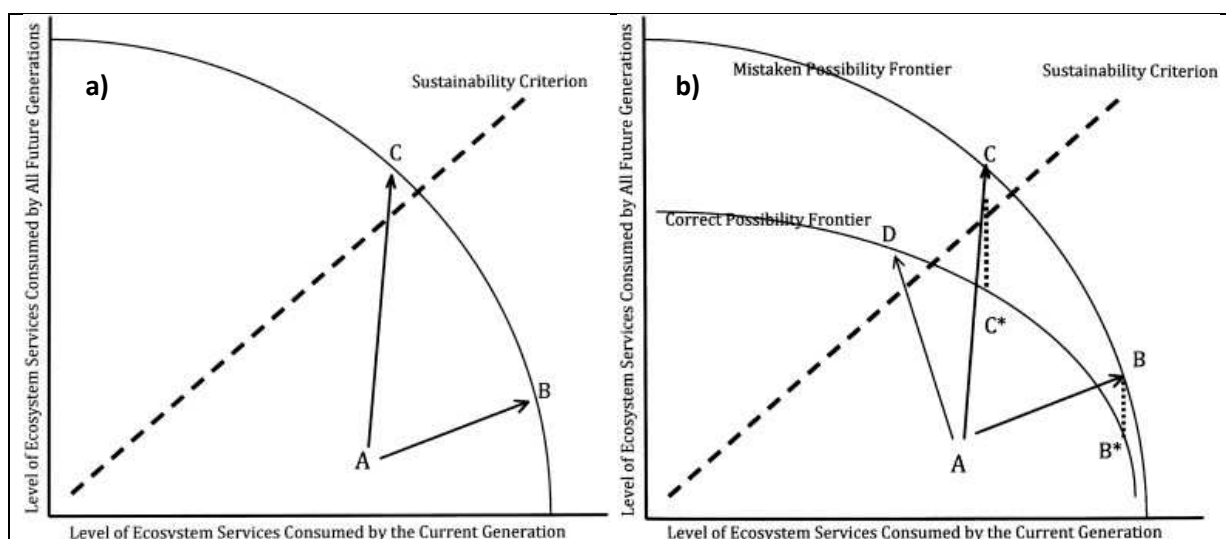 a)
Level of Ecosystem Services Consumed by All Future Generations
Sustainability Criterion
C
B
A
Level of Ecosystem Services Consumed by the Current Generation
b)
Level of Ecosystem Services Consumed by All Future Generations
Mistaken Possibility Frontier
Sustainability Criterion
C
Correct Possibility Frontier
D
C*
B
A
B*
Level of Ecosystem Services Consumed by the Current Generation